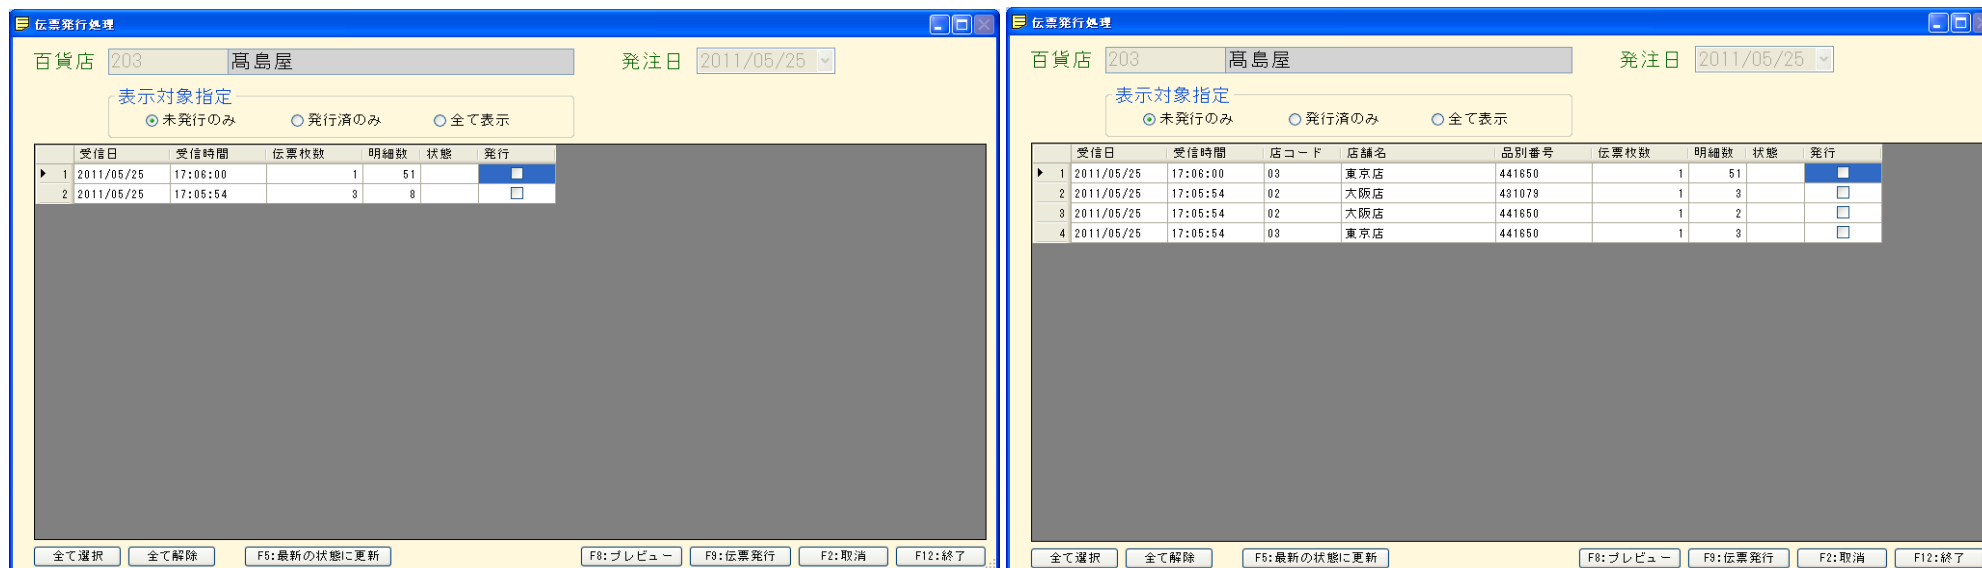 伝票発行処理
百貨店 203 髙島屋 発注日 2011/05/25
表示対象指定
未発行のみ 発行済のみ 全て表示
受信日 受信時間 伝票枚数 明細数 状態 発行
1 2011/05/25 17:06:00 1 51
2 2011/05/25 17:05:54 3 8
全て選択 全て解除 F5:最新の状態に更新 F8:プレビュー F9:伝票発行 F2:取消 F12:終了
伝票発行処理
百貨店 203 髙島屋 発注日 2011/05/25
表示対象指定
未発行のみ 発行済のみ 全て表示
受信日 受信時間 店コード 店舗名 品別番号 伝票枚数 明細数 状態 発行
1 2011/05/25 17:06:00 03 東京店 441650 1 51
2 2011/05/25 17:05:54 02 大阪店 431079 1 3
3 2011/05/25 17:05:54 02 大阪店 441650 1 2
4 2011/05/25 17:05:54 03 東京店 441650 1 3
全て選択 全て解除 F5:最新の状態に更新 F8:プレビュー F9:伝票発行 F2:取消 F12:終了